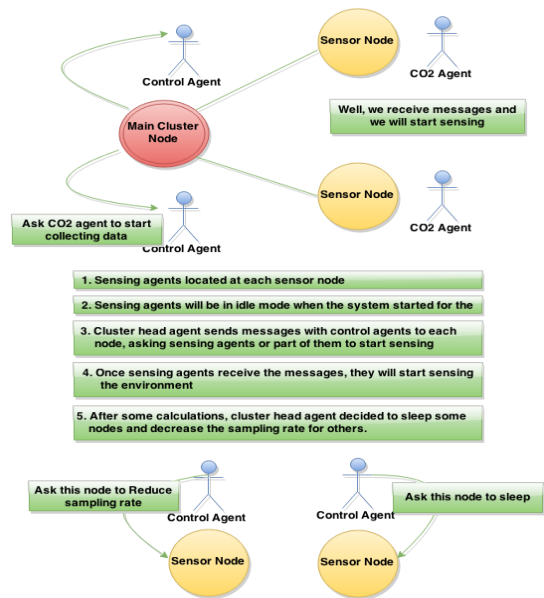 Sensor Node
Control Agent
CO2 Agent
Main Cluster
Node
Well, we receive messages and
we will start sensing
Sensor Node
Ask CO2 agent to start
collecting data
Control Agent
CO2 Agent
1. Sensing agents located at each sensor node
2. Sensing agents will be in idle mode when the system started for the
3. Cluster head agent sends messages with control agents to each
node, asking sensing agents or part of them to start sensing
4. Once sensing agents receive the messages, they will start sensing
the environment
5. After some calculations, cluster head agent decided to sleep some
nodes and decrease the sampling rate for others.
Ask this node to Reduce
sampling rate
Control Agent
Sensor Node
Ask this node to sleep
Control Agent
Sensor Node